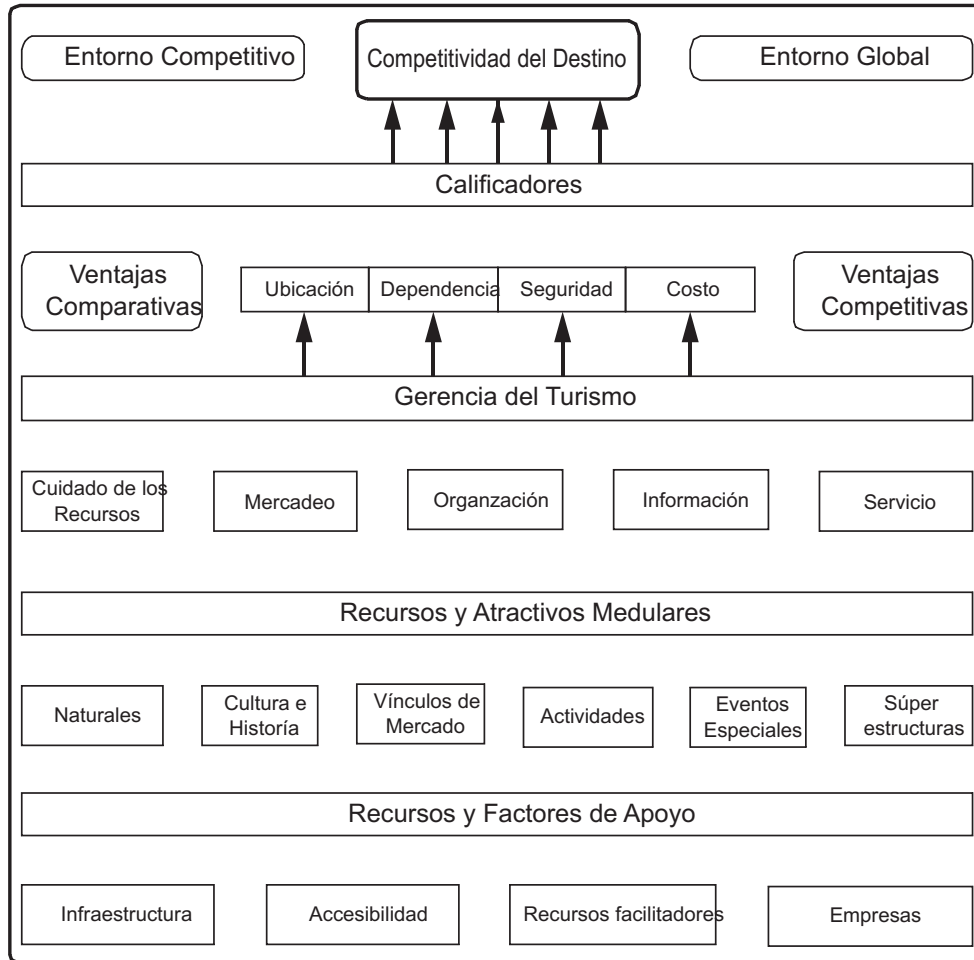 Entorno Competitivo
Competitividad del Destino
Entorno Global
Calificadores
Ventajas
Comparativas
Ubicación
Dependencia
Seguridad
Costo
Ventajas
Competitivas
Gerencia del Turismo
Cuidado de los
Recursos
Mercadeo
Organzación
Información
Servicio
Recursos y Atractivos Medulares
Naturales
Cultura e
Historía
Vínculos de
Mercado
Actividades
Eventos
Especiales
Súper
estructuras
Recursos y Factores de Apoyo
Infraestructura
Accesibilidad
Recursos facilitadores
Empresas